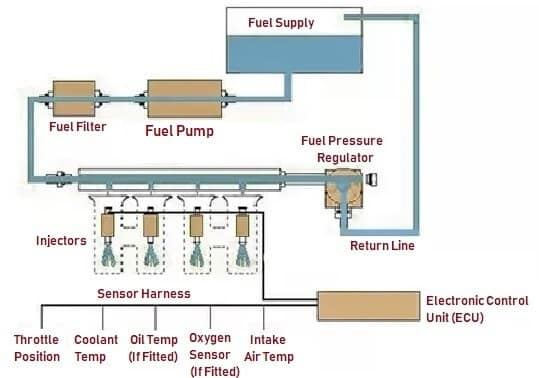 Fuel Supply
Fuel Filter
Fuel Pump
Fuel Pressure
Regulator
Injectors
Return Line
Sensor Harness
Electronic Control
Unit (ECU)
Throttle
Position
Coolant
Temp
Oil Temp
(If Fitted)
Oxygen
Sensor
(If Fitted)
Intake
Air Temp